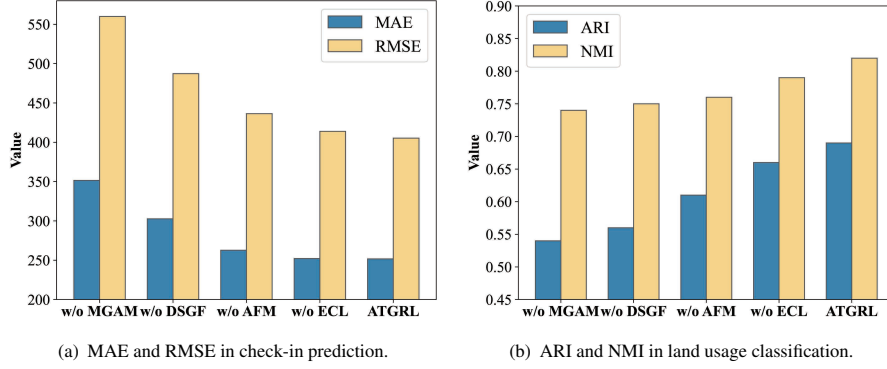 550
500
450
400
350
300
250
200
Value
MAE
RMSE
w/o MGAM w/o DSGF w/o AFM w/o ECL ATGRL
(a) MAE and RMSE in check-in prediction.
0.90
0.85
0.80
0.75
0.70
0.65
0.60
0.55
0.50
0.45
Value
ARI
NMI
w/o MGAM w/o DSGF w/o AFM w/o ECL ATGRL
(b) ARI and NMI in land usage classification.